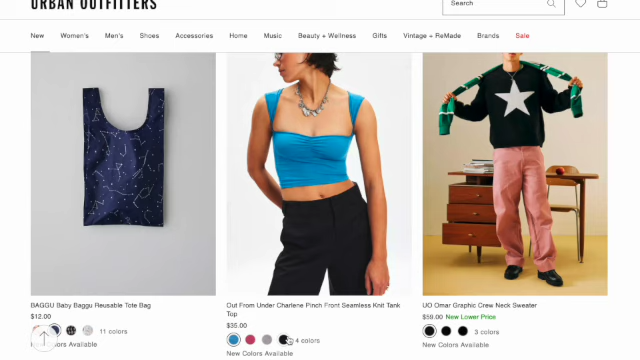 URBAN OUTFITTERS
Search
New Women's Men's Shoes Accessories Home Music Beauty + Wellness Gifts Vintage + ReMade Brands Sale
BAGGU Baby Baggu Reusable Tote Bag
$12.00
11 colors
New Colors Available
Out From Under Charlene Pinch Front Seamless Knit Tank
Top
$35.00
4 colors
New Colors Available
UO Omar Graphic Crew Neck Sweater
$59.00 New Lower Price
3 colors
New Colors Available